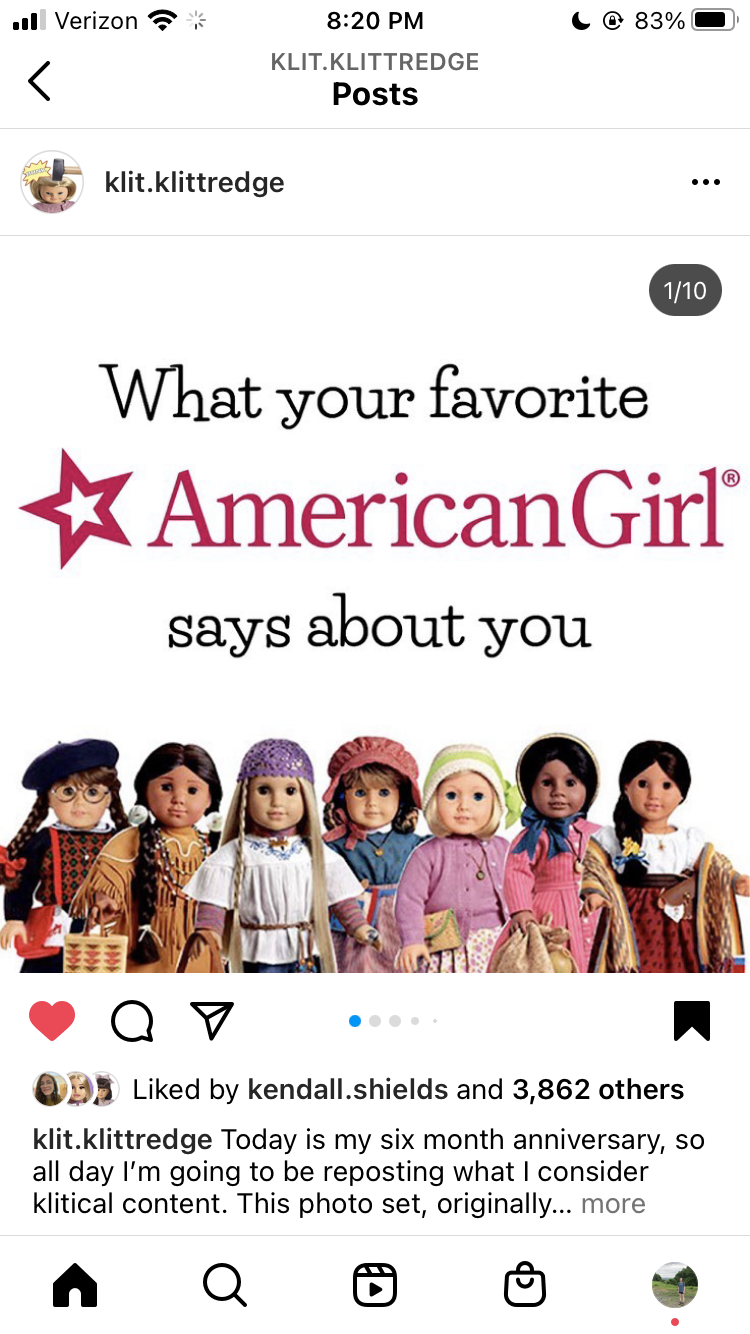 Verizon 8:20 PM 83%
KLIT.KLITTREDGE
Posts
klit.klittredge
1/10
What your favorite
AmericanGirl®
says about you
Liked by kendall.shields and 3,862 others
klit.klittredge Today is my six month anniversary, so
all day I’m going to be reposting what I consider
klitical content. This photo set, originally... more